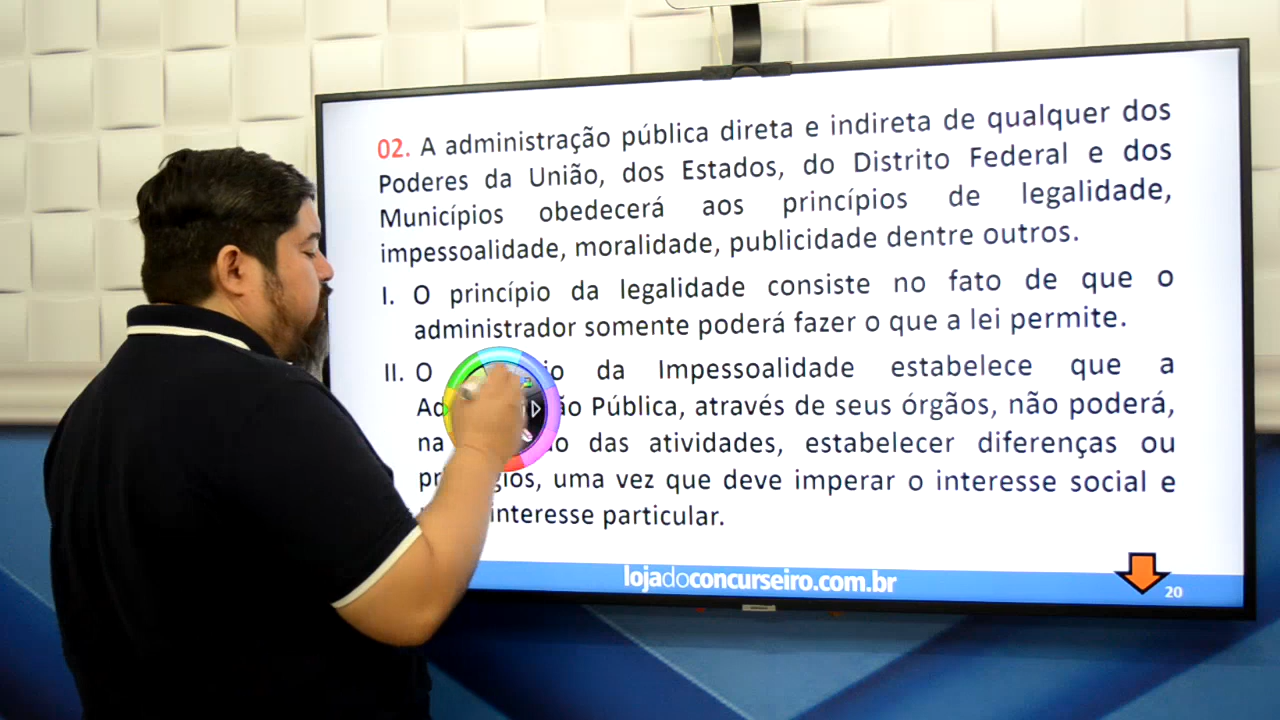 02. A administração pública direta e indireta de qualquer dos
Poderes da União, dos Estados, do Distrito Federal e dos
Municípios obedecerá aos princípios de legalidade,
impessoalidade, moralidade, publicidade dentre outros.
I. O princípio da legalidade consiste no fato de que o
administrador somente poderá fazer o que a lei permite.
II. O da Impessoalidade estabelece que a
Pública, através de seus órgãos, não poderá,
na das atividades, estabelecer diferenças ou
uma vez que deve imperar o interesse social e
interesse particular.
lojadoconcurseiro.com.br
20